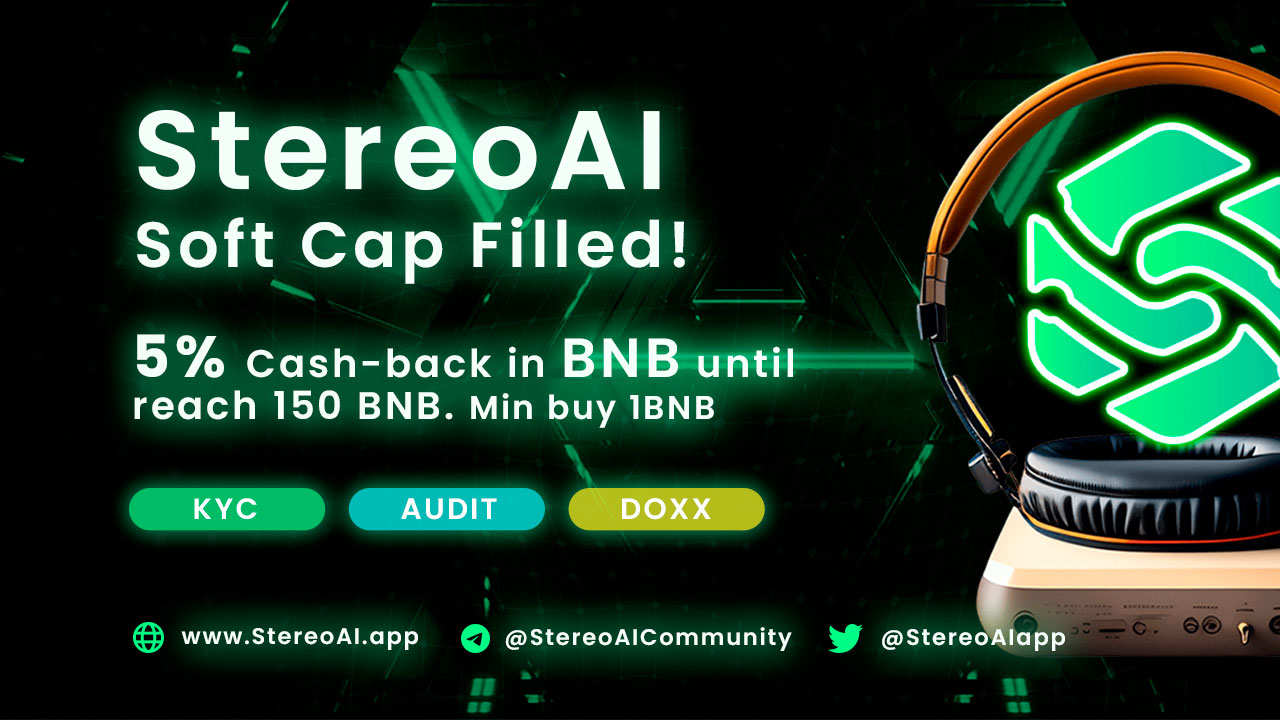 StereoAI
Soft Cap Filled!
5% Cash-back in BNB until
reach 150 BNB. Min buy 1BNB
KYC AUDIT DOXX
www.StereoAI.app @StereoAICommunity @StereoAIapp